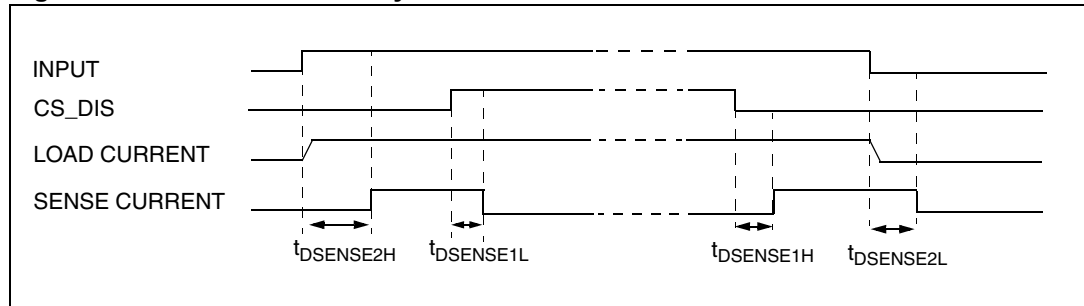 INPUT
CS_DIS
LOAD CURRENT
SENSE CURRENT
tDSENSE2H
tDSENSE1L
tDSENSE1H
tDSENSE2L